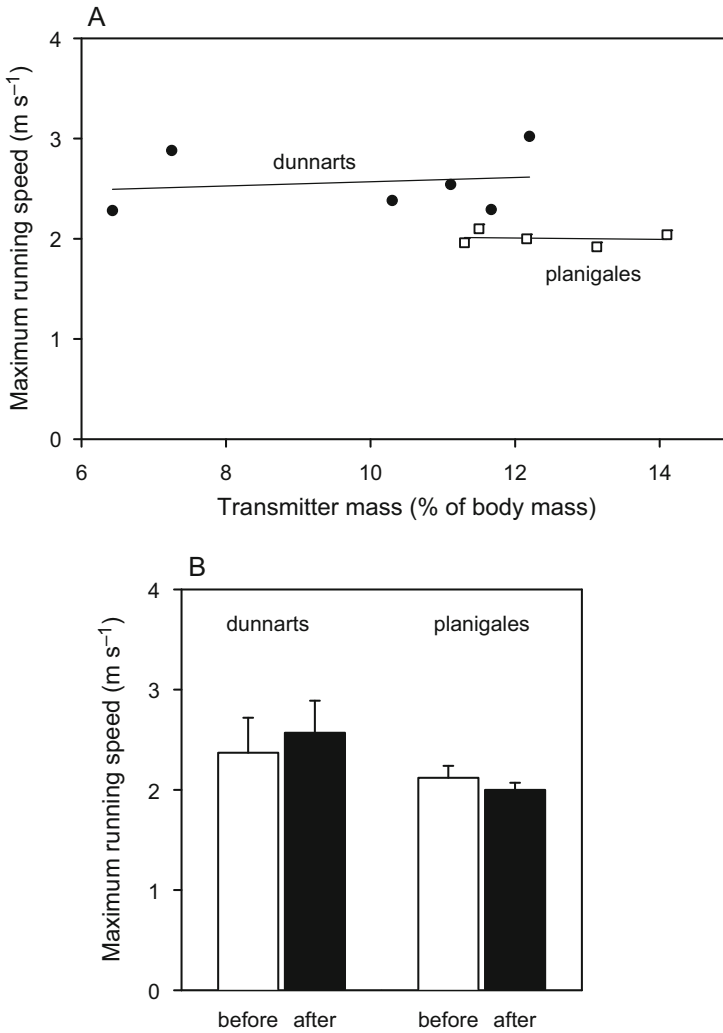 A
4
3
2
1
0
Maximum running speed (m s⁻¹)
dunnarts
planigales
6 8 10 12 14
Transmitter mass (% of body mass)
B
4
3
2
1
0
Maximum running speed (m s⁻¹)
dunnarts planigales
before after before after